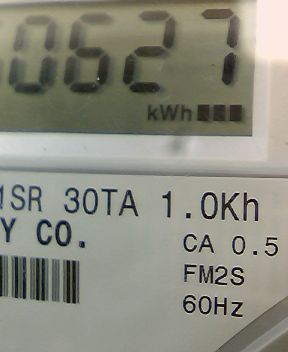 0627
kWh
1SR 30TA 1.0Kh
Y CO.
CA 0.5
FM2S
60Hz